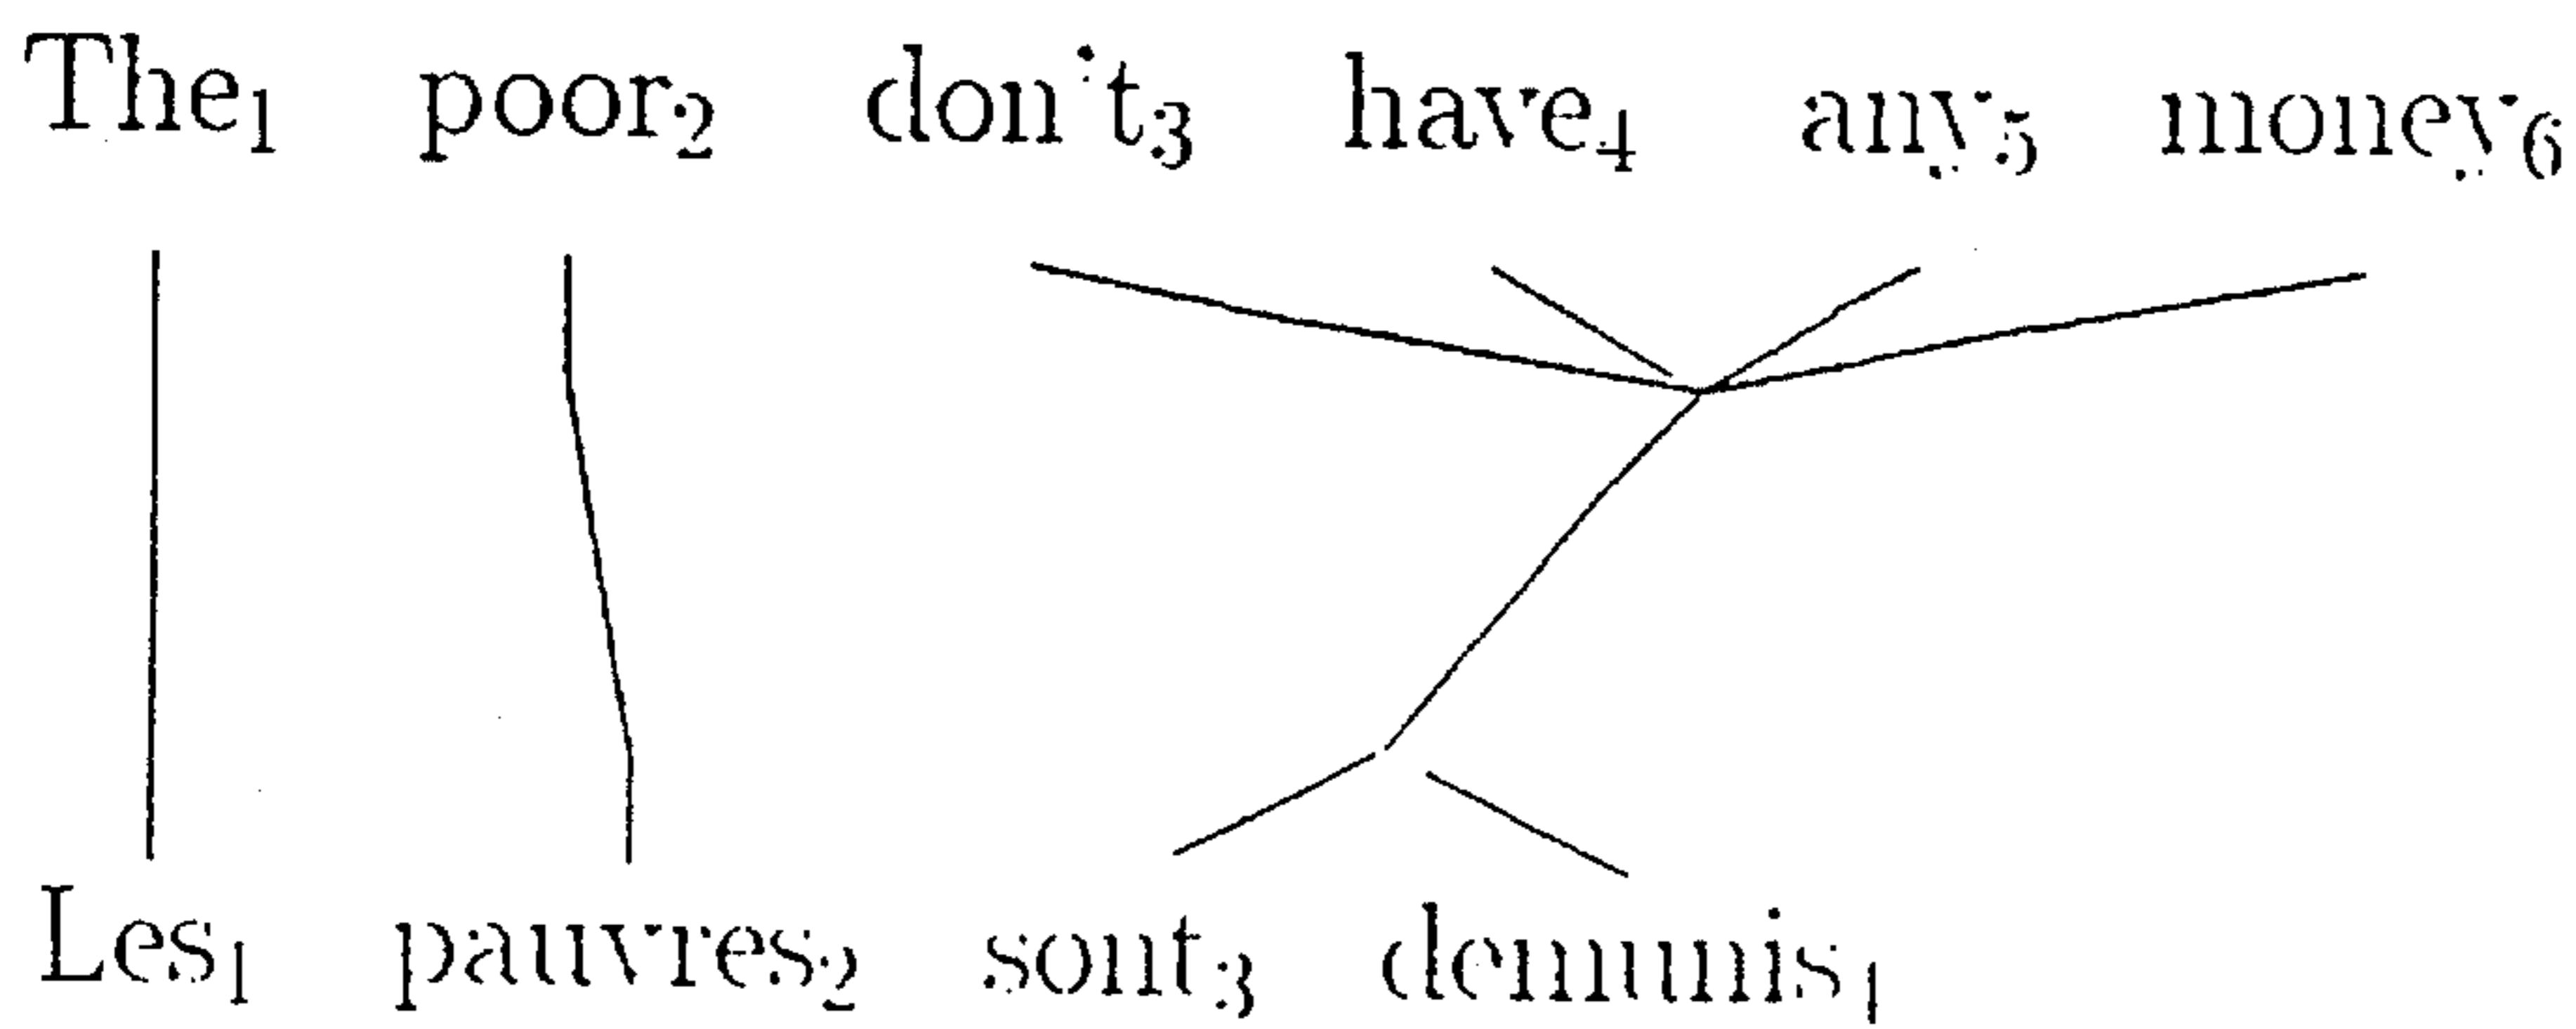 The₁ poor₂ don't₃ have₄ any₅ money₆
Les₁ pauvres₂ sont₃ demunis₄